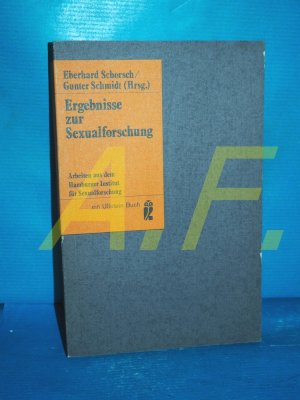 Eberhard Schorsch/
Gunter Schmidt (Hrsg.)
Ergebnisse
zur
Sexualforschung
Arbeiten aus dem
Hamburger Institut
für Sexualforschung
ein Ullstein Buch
A.F.